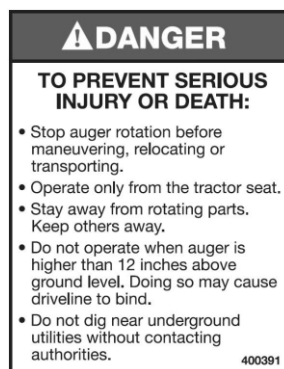 DANGER
TO PREVENT SERIOUS
INJURY OR DEATH:
• Stop auger rotation before
maneuvering, relocating or
transporting.
• Operate only from the tractor seat.
• Stay away from rotating parts.
Keep others away.
• Do not operate when auger is
higher than 12 inches above
ground level. Doing so may cause
driveline to bind.
• Do not dig near underground
utilities without contacting
authorities.
400391